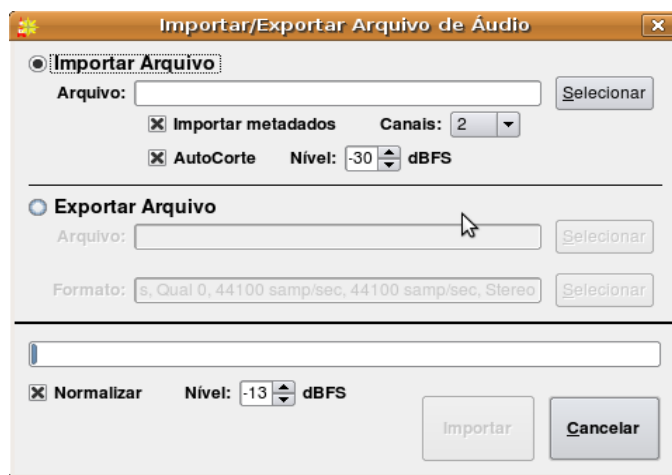 Importar/Exportar Arquivo de Áudio
Importar Arquivo
Arquivo: Selecionar
Importar metadados Canais: 2
AutoCorte Nível: -30 dBFS
Exportar Arquivo
Arquivo: Selecionar
Formato: s, Qual 0, 44100 samp/sec, 44100 samp/sec, Stereo Selecionar
Normalizar Nível: -13 dBFS
Importar Cancelar